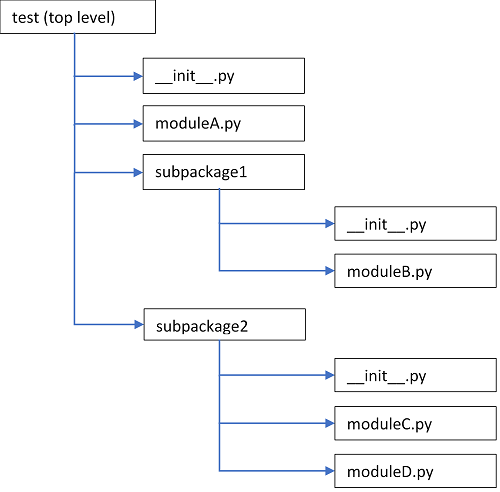 test (top level)
__init__.py
moduleA.py
subpackage1
__init__.py
moduleB.py
subpackage2
__init__.py
moduleC.py
moduleD.py